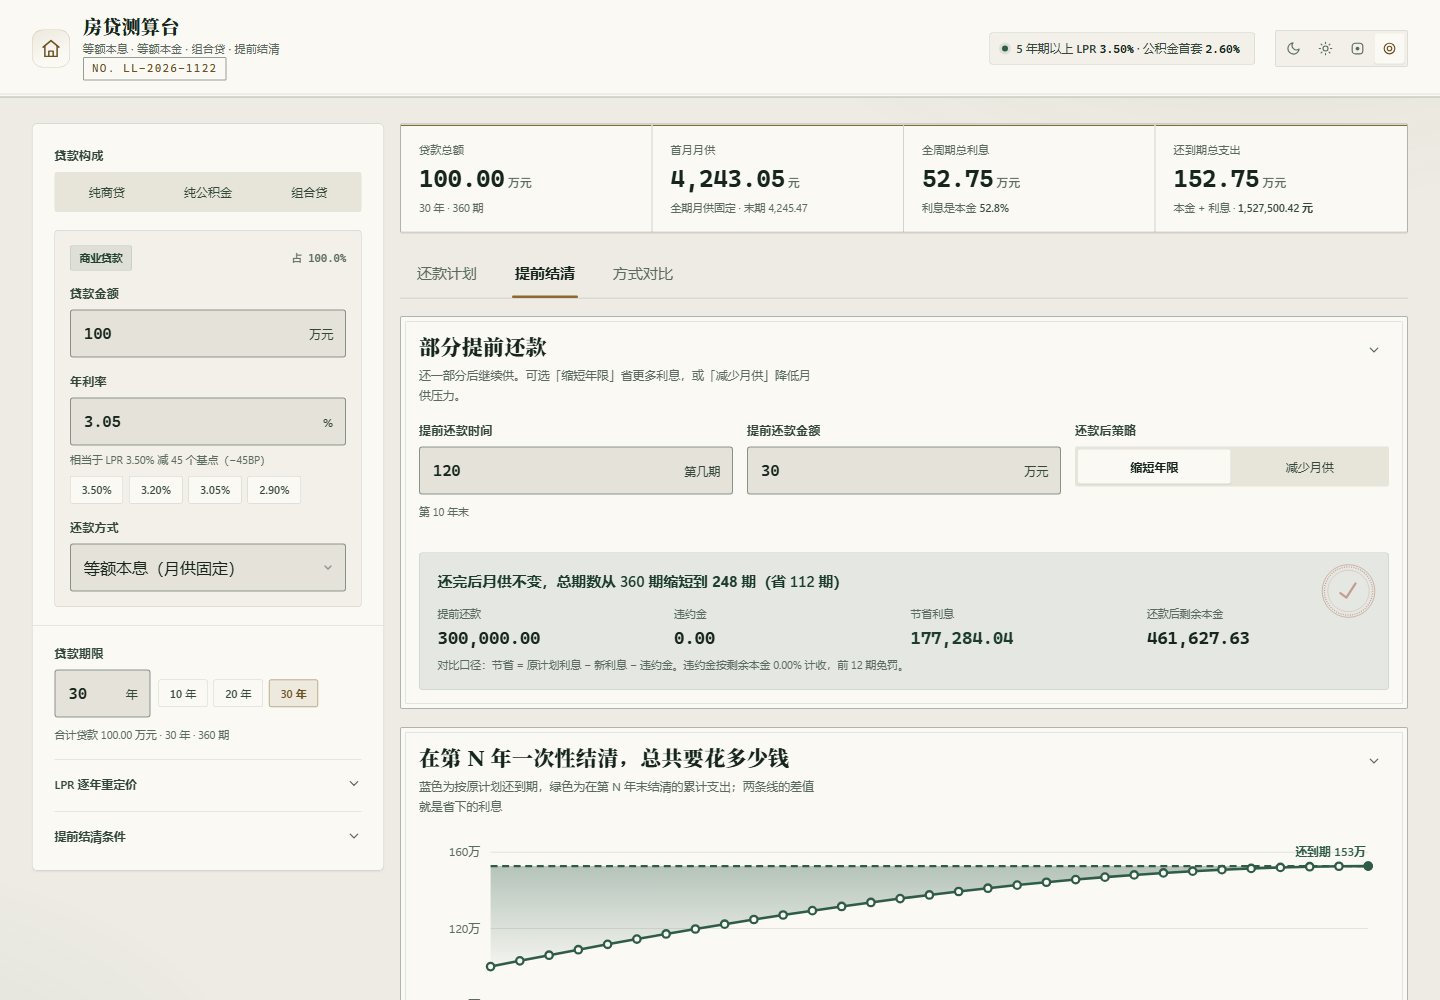 房贷测算台
等额本息 · 等额本金 · 组合贷 · 提前结清
NO. LL-2026-1122
5 年期以上 LPR 3.50% · 公积金首套 2.60%
贷款构成
纯商贷 纯公积金 组合贷
商业贷款 占 100.0%
贷款金额
100 万元
年利率
3.05 %
相当于 LPR 3.50% 减 45 个基点（−45BP）
3.50% 3.20% 3.05% 2.90%
还款方式
等额本息（月供固定）
贷款期限
30 年 10 年 20 年 30 年
合计贷款 100.00 万元 · 30 年 · 360 期
LPR 逐年重定价
提前结清条件
贷款总额
100.00 万元
30 年 · 360 期
首月月供
4,243.05 元
全期月供固定 · 末期 4,245.47
全周期总利息
52.75 万元
利息是本金 52.8%
还到期总支出
152.75 万元
本金 + 利息 · 1,527,500.42 元
还款计划 提前结清 方式对比
部分提前还款
还一部分后继续供。可选「缩短年限」省更多利息，或「减少月供」降低月
供压力。
提前还款时间 提前还款金额 还款后策略
120 第几期 30 万元 缩短年限 减少月供
第 10 年末
还完后月供不变，总期数从 360 期缩短到 248 期（省 112 期）
提前还款 违约金 节省利息 还款后剩余本金
300,000.00 0.00 177,284.04 461,627.63
对比口径：节省 = 原计划利息 − 新利息 − 违约金。违约金按剩余本金 0.00% 计收，前 12 期免罚。
在第 N 年一次性结清，总共要花多少钱
蓝色为按原计划还到期，绿色为在第 N 年末结清的累计支出；两条线的差值
就是省下的利息
160万
还到期 153万
120万